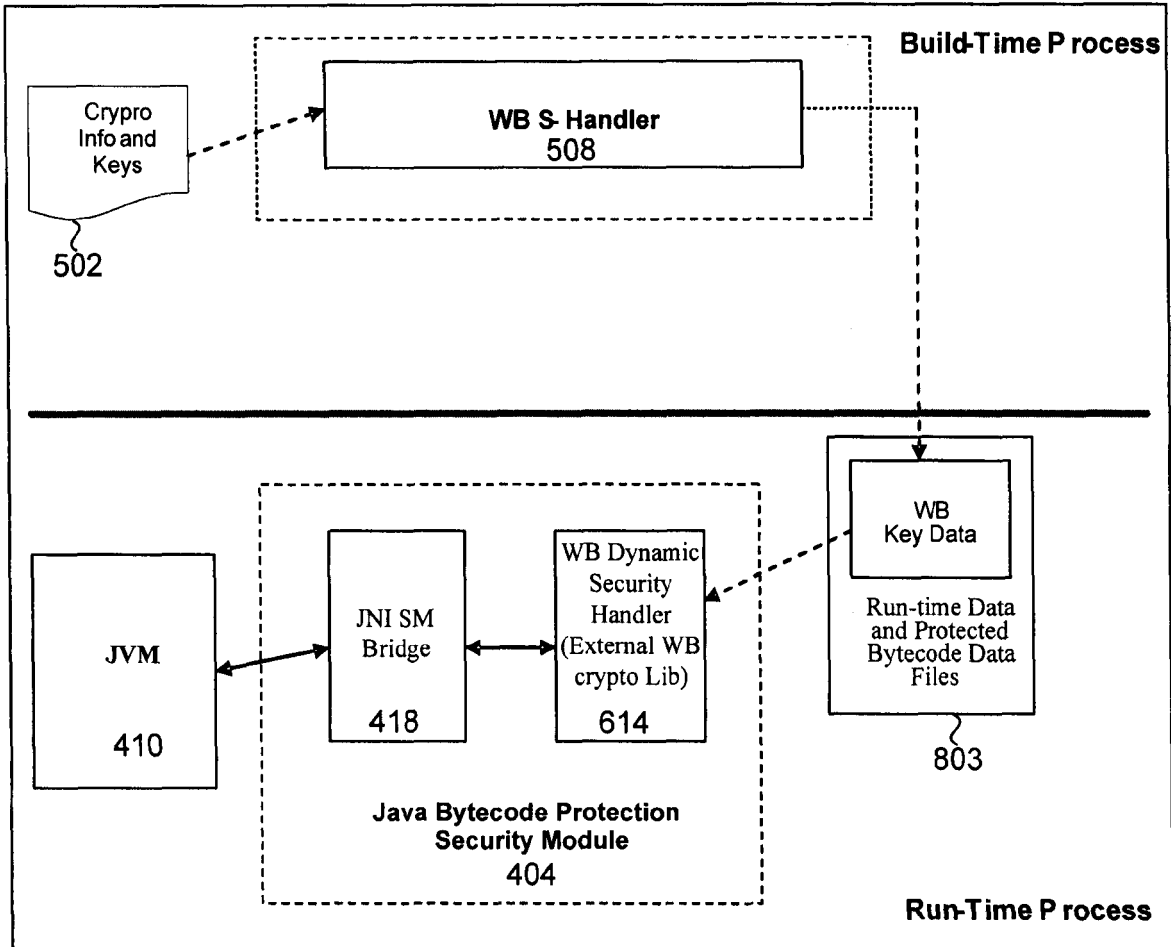 Build-Time Process
Crypro
Info and
Keys
502
WB S-Handler
508
WB
Key Data
Run-time Data
and Protected
Bytecode Data
Files
803
WB Dynamic
Security
Handler
(External WB
crypto Lib)
614
JNI SM
Bridge
418
JVM
410
Java Bytecode Protection
Security Module
404
Run-Time Process